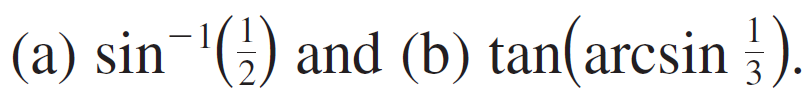 (a) sin⁻¹(1/2) and (b) tan(arcsin 1/3).